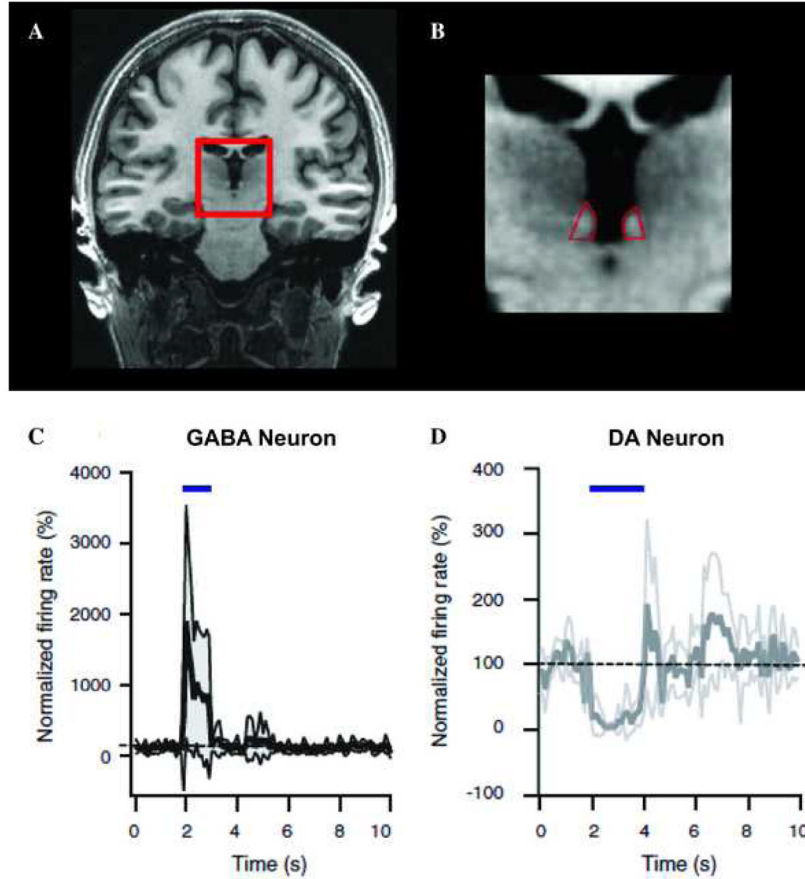 A
B
C
GABA Neuron
Normalized firing rate (%)
4000
3000
2000
1000
0
0 2 4 6 8 10
Time (s)
D
DA Neuron
Normalized firing rate (%)
400
300
200
100
0
-100
0 2 4 6 8 10
Time (s)